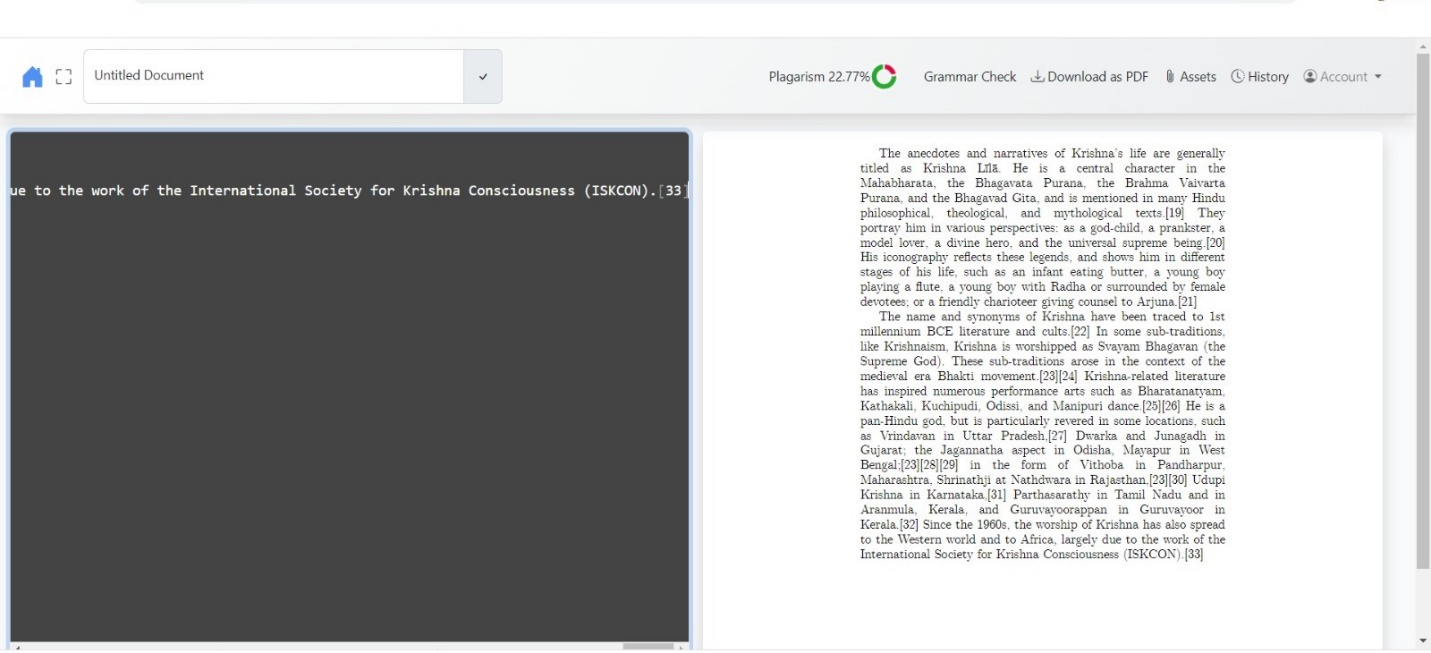 Untitled Document
Plagarism 22.77%
Grammar Check
Download as PDF
Assets
History
Account
ue to the work of the International Society for Krishna Consciousness (ISKCON).[33]
The anecdotes and narratives of Krishna's life are generally
titled as Krishna Līlā. He is a central character in the
Mahabharata, the Bhagavata Purana, the Brahma Vaivarta
Purana, and the Bhagavad Gita, and is mentioned in many Hindu
philosophical, theological, and mythological texts.[19] They
portray him in various perspectives: as a god-child, a prankster, a
model lover, a divine hero, and the universal supreme being.[20]
His iconography reflects these legends, and shows him in different
stages of his life, such as an infant eating butter, a young boy
playing a flute, a young boy with Radha or surrounded by female
devotees; or a friendly charioteer giving counsel to Arjuna.[21]
The name and synonyms of Krishna have been traced to 1st
millennium BCE literature and cults.[22] In some sub-traditions,
like Krishnaism, Krishna is worshipped as Svayam Bhagavan (the
Supreme God). These sub-traditions arose in the context of the
medieval era Bhakti movement.[23][24] Krishna-related literature
has inspired numerous performance arts such as Bharatanatyam,
Kathakali, Kuchipudi, Odissi, and Manipuri dance.[25][26] He is a
pan-Hindu god, but is particularly revered in some locations, such
as Vrindavan in Uttar Pradesh,[27] Dwarka and Junagadh in
Gujarat; the Jagannatha aspect in Odisha, Mayapur in West
Bengal;[23][28][29] in the form of Vithoba in Pandharpur,
Maharashtra, Shrinathji at Nathdwara in Rajasthan,[23][30] Udupi
Krishna in Karnataka,[31] Parthasarathy in Tamil Nadu and in
Aranmula, Kerala, and Guruvayoorappan in Guruvayoor in
Kerala.[32] Since the 1960s, the worship of Krishna has also spread
to the Western world and to Africa, largely due to the work of the
International Society for Krishna Consciousness (ISKCON).[33]